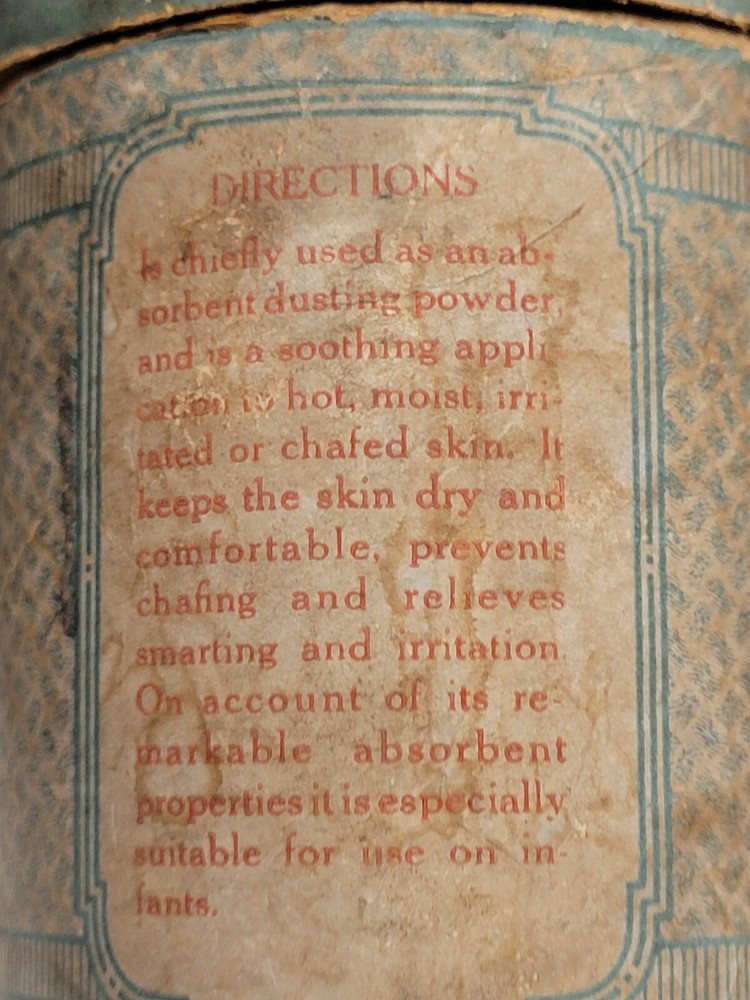 DIRECTIONS
Is chiefly used as an ab-
sorbent dusting powder,
and is a soothing appli-
cation to hot, moist, irri-
tated or chafed skin. It
keeps the skin dry and
comfortable, prevents
chafing and relieves
smarting and irritation.
On account of its re-
markable absorbent
properties it is especially
suitable for use on in-
fants.